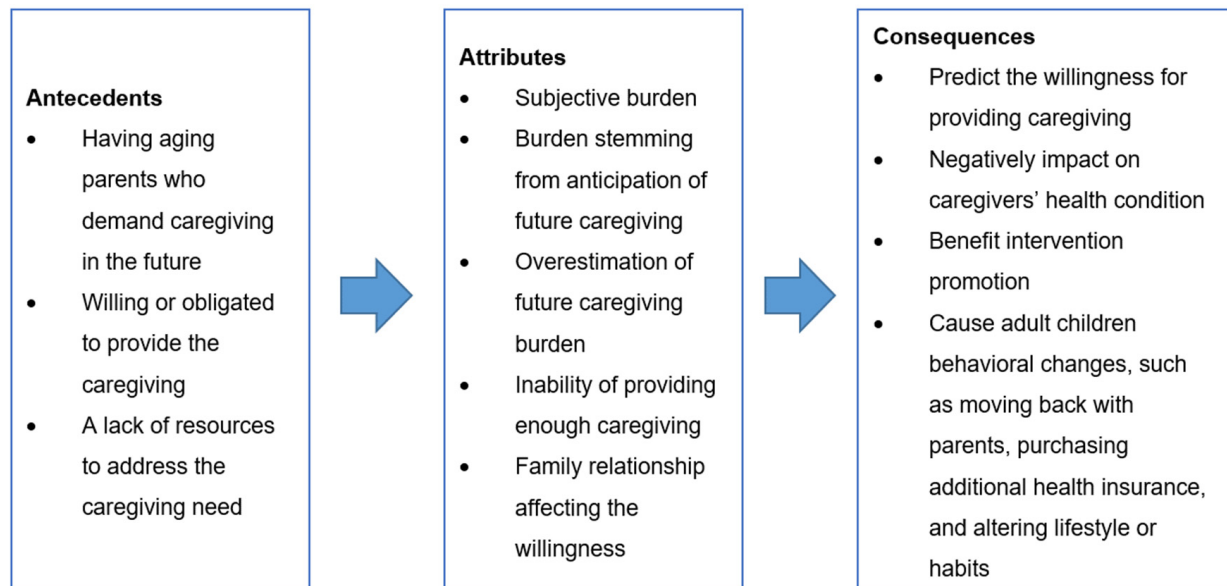 Antecedents
• Having aging
parents who
demand caregiving
in the future
• Willing or obligated
to provide the
caregiving
• A lack of resources
to address the
caregiving need
Attributes
• Subjective burden
• Burden stemming
from anticipation of
future caregiving
• Overestimation of
future caregiving
burden
• Inability of providing
enough caregiving
• Family relationship
affecting the
willingness
Consequences
• Predict the willingness for
providing caregiving
• Negatively impact on
caregivers’ health condition
• Benefit intervention
promotion
• Cause adult children
behavioral changes, such
as moving back with
parents, purchasing
additional health insurance,
and altering lifestyle or
habits